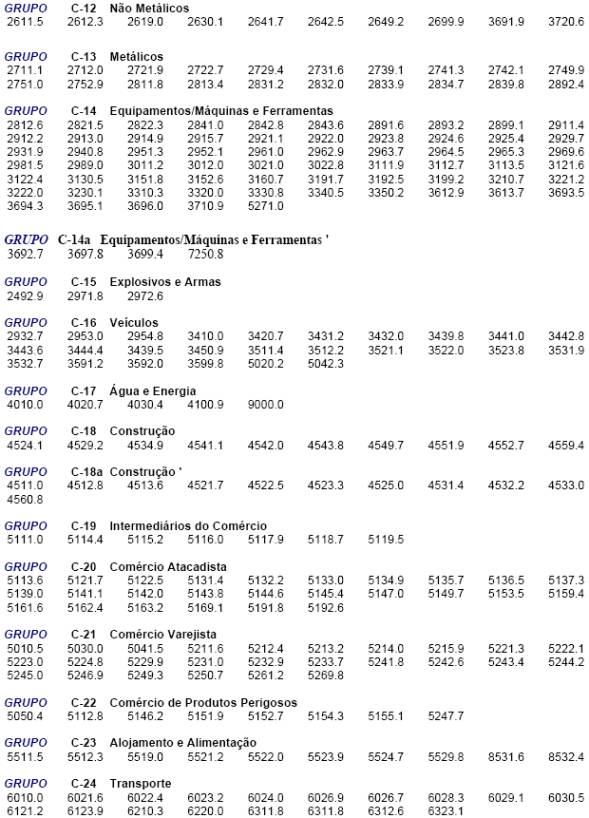 GRUPO C-12 Não Metálicos
2611.5 2612.3 2619.0 2630.1 2641.7 2642.5 2649.2 2699.9 3691.9 3720.6
GRUPO C-13 Metálicos
2711.1 2712.0 2721.9 2722.7 2729.4 2731.6 2739.1 2741.3 2742.1 2749.9
2751.0 2752.9 2811.8 2813.4 2831.2 2832.0 2833.9 2834.7 2839.8 2892.4
GRUPO C-14 Equipamentos/Máquinas e Ferramentas
2812.6 2821.5 2822.3 2841.0 2842.8 2843.6 2891.6 2893.2 2899.1 2911.4
2912.2 2913.0 2914.9 2915.7 2921.1 2922.0 2923.8 2924.6 2925.4 2929.7
2931.9 2940.8 2951.3 2952.1 2961.0 2962.9 2963.7 2964.5 2965.3 2969.6
2981.5 2989.0 3011.2 3012.0 3021.0 3022.8 3111.9 3112.7 3113.5 3121.6
3122.4 3130.5 3151.8 3152.6 3160.7 3191.7 3192.5 3199.2 3210.7 3221.2
3222.0 3230.1 3310.3 3320.0 3330.8 3340.5 3350.2 3612.9 3613.7 3693.5
3694.3 3695.1 3696.0 3710.9 5271.0
GRUPO C-14a Equipamentos/Máquinas e Ferramentas '
3692.7 3697.8 3699.4 7250.8
GRUPO C-15 Explosivos e Armas
2492.9 2971.8 2972.6
GRUPO C-16 Veículos
2932.7 2953.0 2954.8 3410.0 3420.7 3431.2 3432.0 3439.8 3441.0 3442.8
3443.6 3444.4 3439.5 3450.9 3511.4 3512.2 3521.1 3522.0 3523.8 3531.9
3532.7 3591.2 3592.0 3599.8 5020.2 5042.3
GRUPO C-17 Água e Energia
4010.0 4020.7 4030.4 4100.9 9000.0
GRUPO C-18 Construção
4524.1 4529.2 4534.9 4541.1 4542.0 4543.8 4549.7 4551.9 4552.7 4559.4
GRUPO C-18a Construção '
4511.0 4512.8 4513.6 4521.7 4522.5 4523.3 4525.0 4531.4 4532.2 4533.0
4560.8
GRUPO C-19 Intermediários do Comércio
5111.0 5114.4 5115.2 5116.0 5117.9 5118.7 5119.5
GRUPO C-20 Comércio Atacadista
5113.6 5121.7 5122.5 5131.4 5132.2 5133.0 5134.9 5135.7 5136.5 5137.3
5139.0 5141.1 5142.0 5143.8 5144.6 5145.4 5147.0 5149.7 5153.5 5159.4
5161.6 5162.4 5163.2 5169.1 5191.8 5192.6
GRUPO C-21 Comércio Varejista
5010.5 5030.0 5041.5 5211.6 5212.4 5213.2 5214.0 5215.9 5221.3 5222.1
5223.0 5224.8 5229.9 5231.0 5232.9 5233.7 5241.8 5242.6 5243.4 5244.2
5245.0 5246.9 5249.3 5250.7 5261.2 5269.8
GRUPO C-22 Comércio de Produtos Perigosos
5050.4 5112.8 5146.2 5151.9 5152.7 5154.3 5155.1 5247.7
GRUPO C-23 Alojamento e Alimentação
5511.5 5512.3 5519.0 5521.2 5522.0 5523.9 5524.7 5529.8 8531.6 8532.4
GRUPO C-24 Transporte
6010.0 6021.6 6022.4 6023.2 6024.0 6026.9 6026.7 6028.3 6029.1 6030.5
6121.2 6123.9 6210.3 6220.0 6311.8 6311.8 6312.6 6323.1